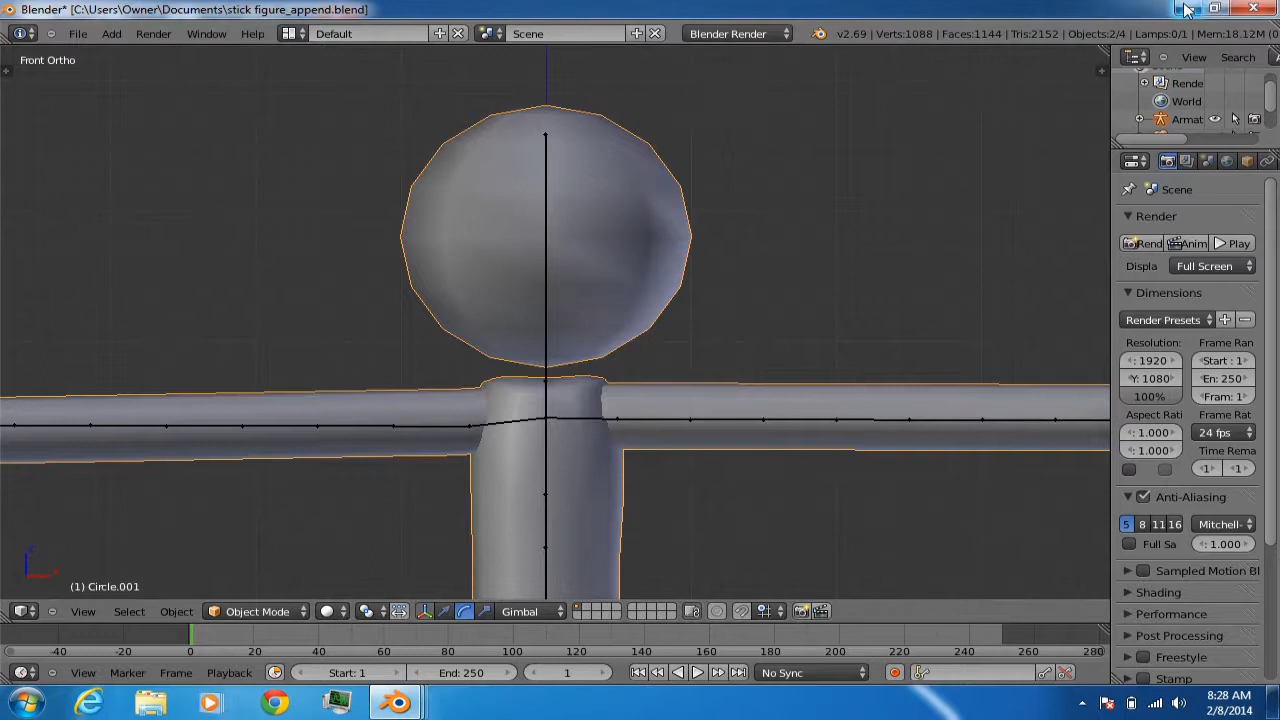 Blender* [C:\Users\Owner\Documents\stick figure_append.blend]
File Add Render Window Help Default Scene Blender Render v2.69 | Verts:1088 | Faces:1144 | Tris:2152 | Objects:2/4 | Lamps:0/1 | Mem:18.12M (0
View Search
Front Ortho
Rende
World
Armat
Scene
Render
Rend Anim Play
Displa Full Screen
Dimensions
Render Presets
Resolution: Frame Ran
: 1920 Start : 1
Y: 1080 En: 250
100% Fram: 1
Aspect Rati Frame Rat
: 1.000 24 fps
: 1.000 Time Rema
1 1
Anti-Aliasing
5 8 11 16 Mitchell-
Full Sa : 1.000
Sampled Motion Bl
Shading
Performance
Post Processing
Freestyle
Stamp
(1) Circle.001
View Select Object Object Mode Gimbal
-40 -20 0 20 40 60 80 100 120 140 160 180 200 220 240 260 280
View Marker Frame Playback Start: 1 End: 250 1 No Sync
8:28 AM
2/8/2014